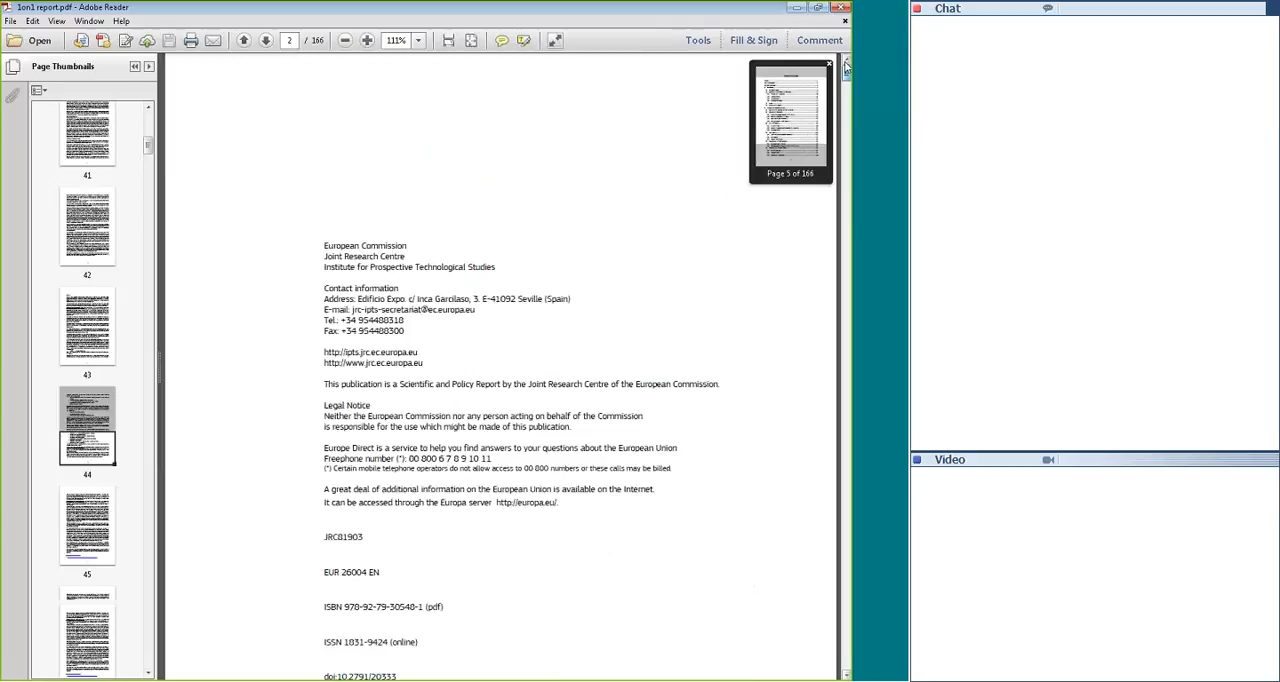 1on1 report.pdf - Adobe Reader
File Edit View Window Help
Open 2 / 166 111% Tools Fill & Sign Comment
Page Thumbnails
41
42
43
44
45
Page 5 of 166
European Commission
Joint Research Centre
Institute for Prospective Technological Studies
Contact information
Address: Edificio Expo. c/ Inca Garcilaso, 3. E-41092 Seville (Spain)
E-mail: jrc-ipts-secretariat@ec.europa.eu
Tel.: +34 954488318
Fax: +34 954488300
http://ipts.jrc.ec.europa.eu
http://www.jrc.ec.europa.eu
This publication is a Scientific and Policy Report by the Joint Research Centre of the European Commission.
Legal Notice
Neither the European Commission nor any person acting on behalf of the Commission
is responsible for the use which might be made of this publication.
Europe Direct is a service to help you find answers to your questions about the European Union
Freephone number (*): 00 800 6 7 8 9 10 11
(*) Certain mobile telephone operators do not allow access to 00 800 numbers or these calls may be billed.
A great deal of additional information on the European Union is available on the Internet.
It can be accessed through the Europa server http://europa.eu/.
JRC81903
EUR 26004 EN
ISBN 978-92-79-30548-1 (pdf)
ISSN 1831-9424 (online)
doi:10.2791/20333
Chat
Video